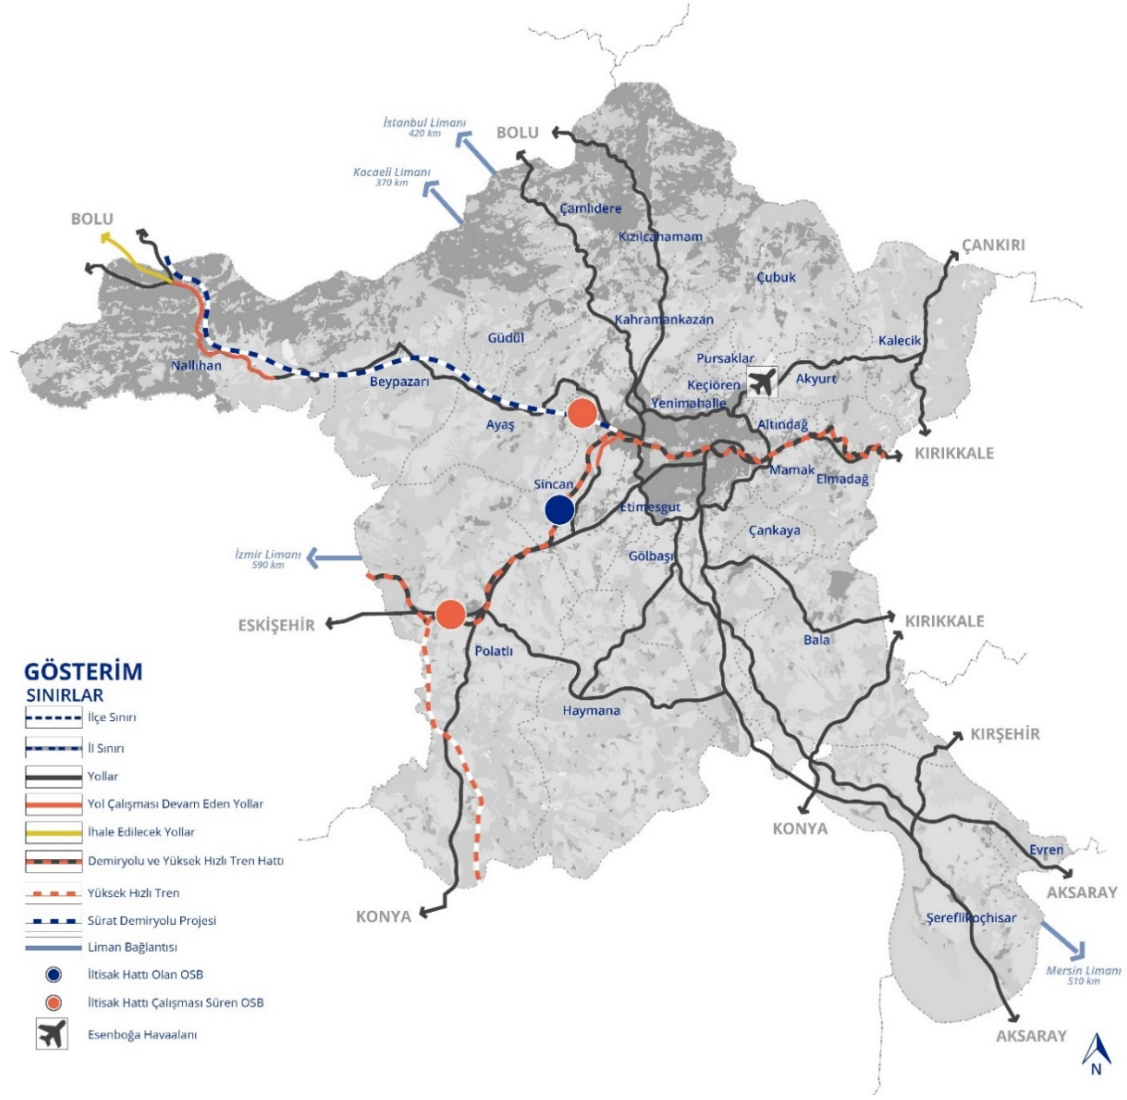 İstanbul Limanı
420 km
BOLU
Kocaeli Limanı
370 km
Çamlıdere
BOLU
Kızılcahamam
ÇANKIRI
Çubuk
Kahramankazan
Güdül
Kalecik
Pursaklar
Nallıhan
Keçiören
Akyurt
Beypazarı
Yenimahalle
Ayaş
Altındağ
KIRIKKALE
Mamak
Elmadağ
Sincan
Etimesgut
Çankaya
İzmir Limanı
590 km
Gölbaşı
ESKİŞEHİR
KIRIKKALE
Bala
Polatlı
GÖSTERİM
SINIRLAR
Haymana
İlçe Sınırı
KIRŞEHİR
İl Sınırı
Yollar
Yol Çalışması Devam Eden Yollar
KONYA
İhale Edilecek Yollar
Evren
Demiryolu ve Yüksek Hızlı Tren Hattı
AKSARAY
Yüksek Hızlı Tren
KONYA
Şereflikoçhisar
Sürat Demiryolu Projesi
Liman Bağlantısı
Mersin Limanı
510 km
İltisak Hattı Olan OSB
İltisak Hattı Çalışması Süren OSB
Esenboğa Havaalanı
AKSARAY
N